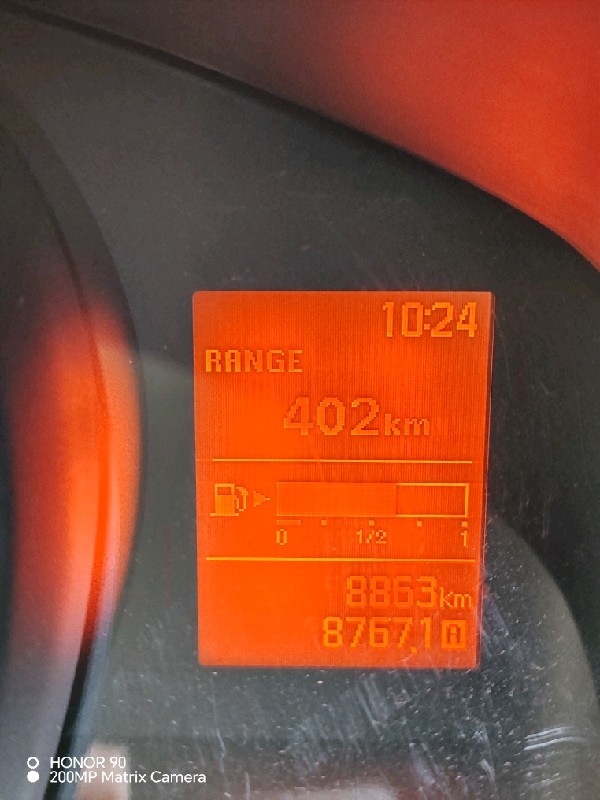 10:24
RANGE
402km
0 1/2 1
8863km
8767.1 A
HONOR 90
200MP Matrix Camera